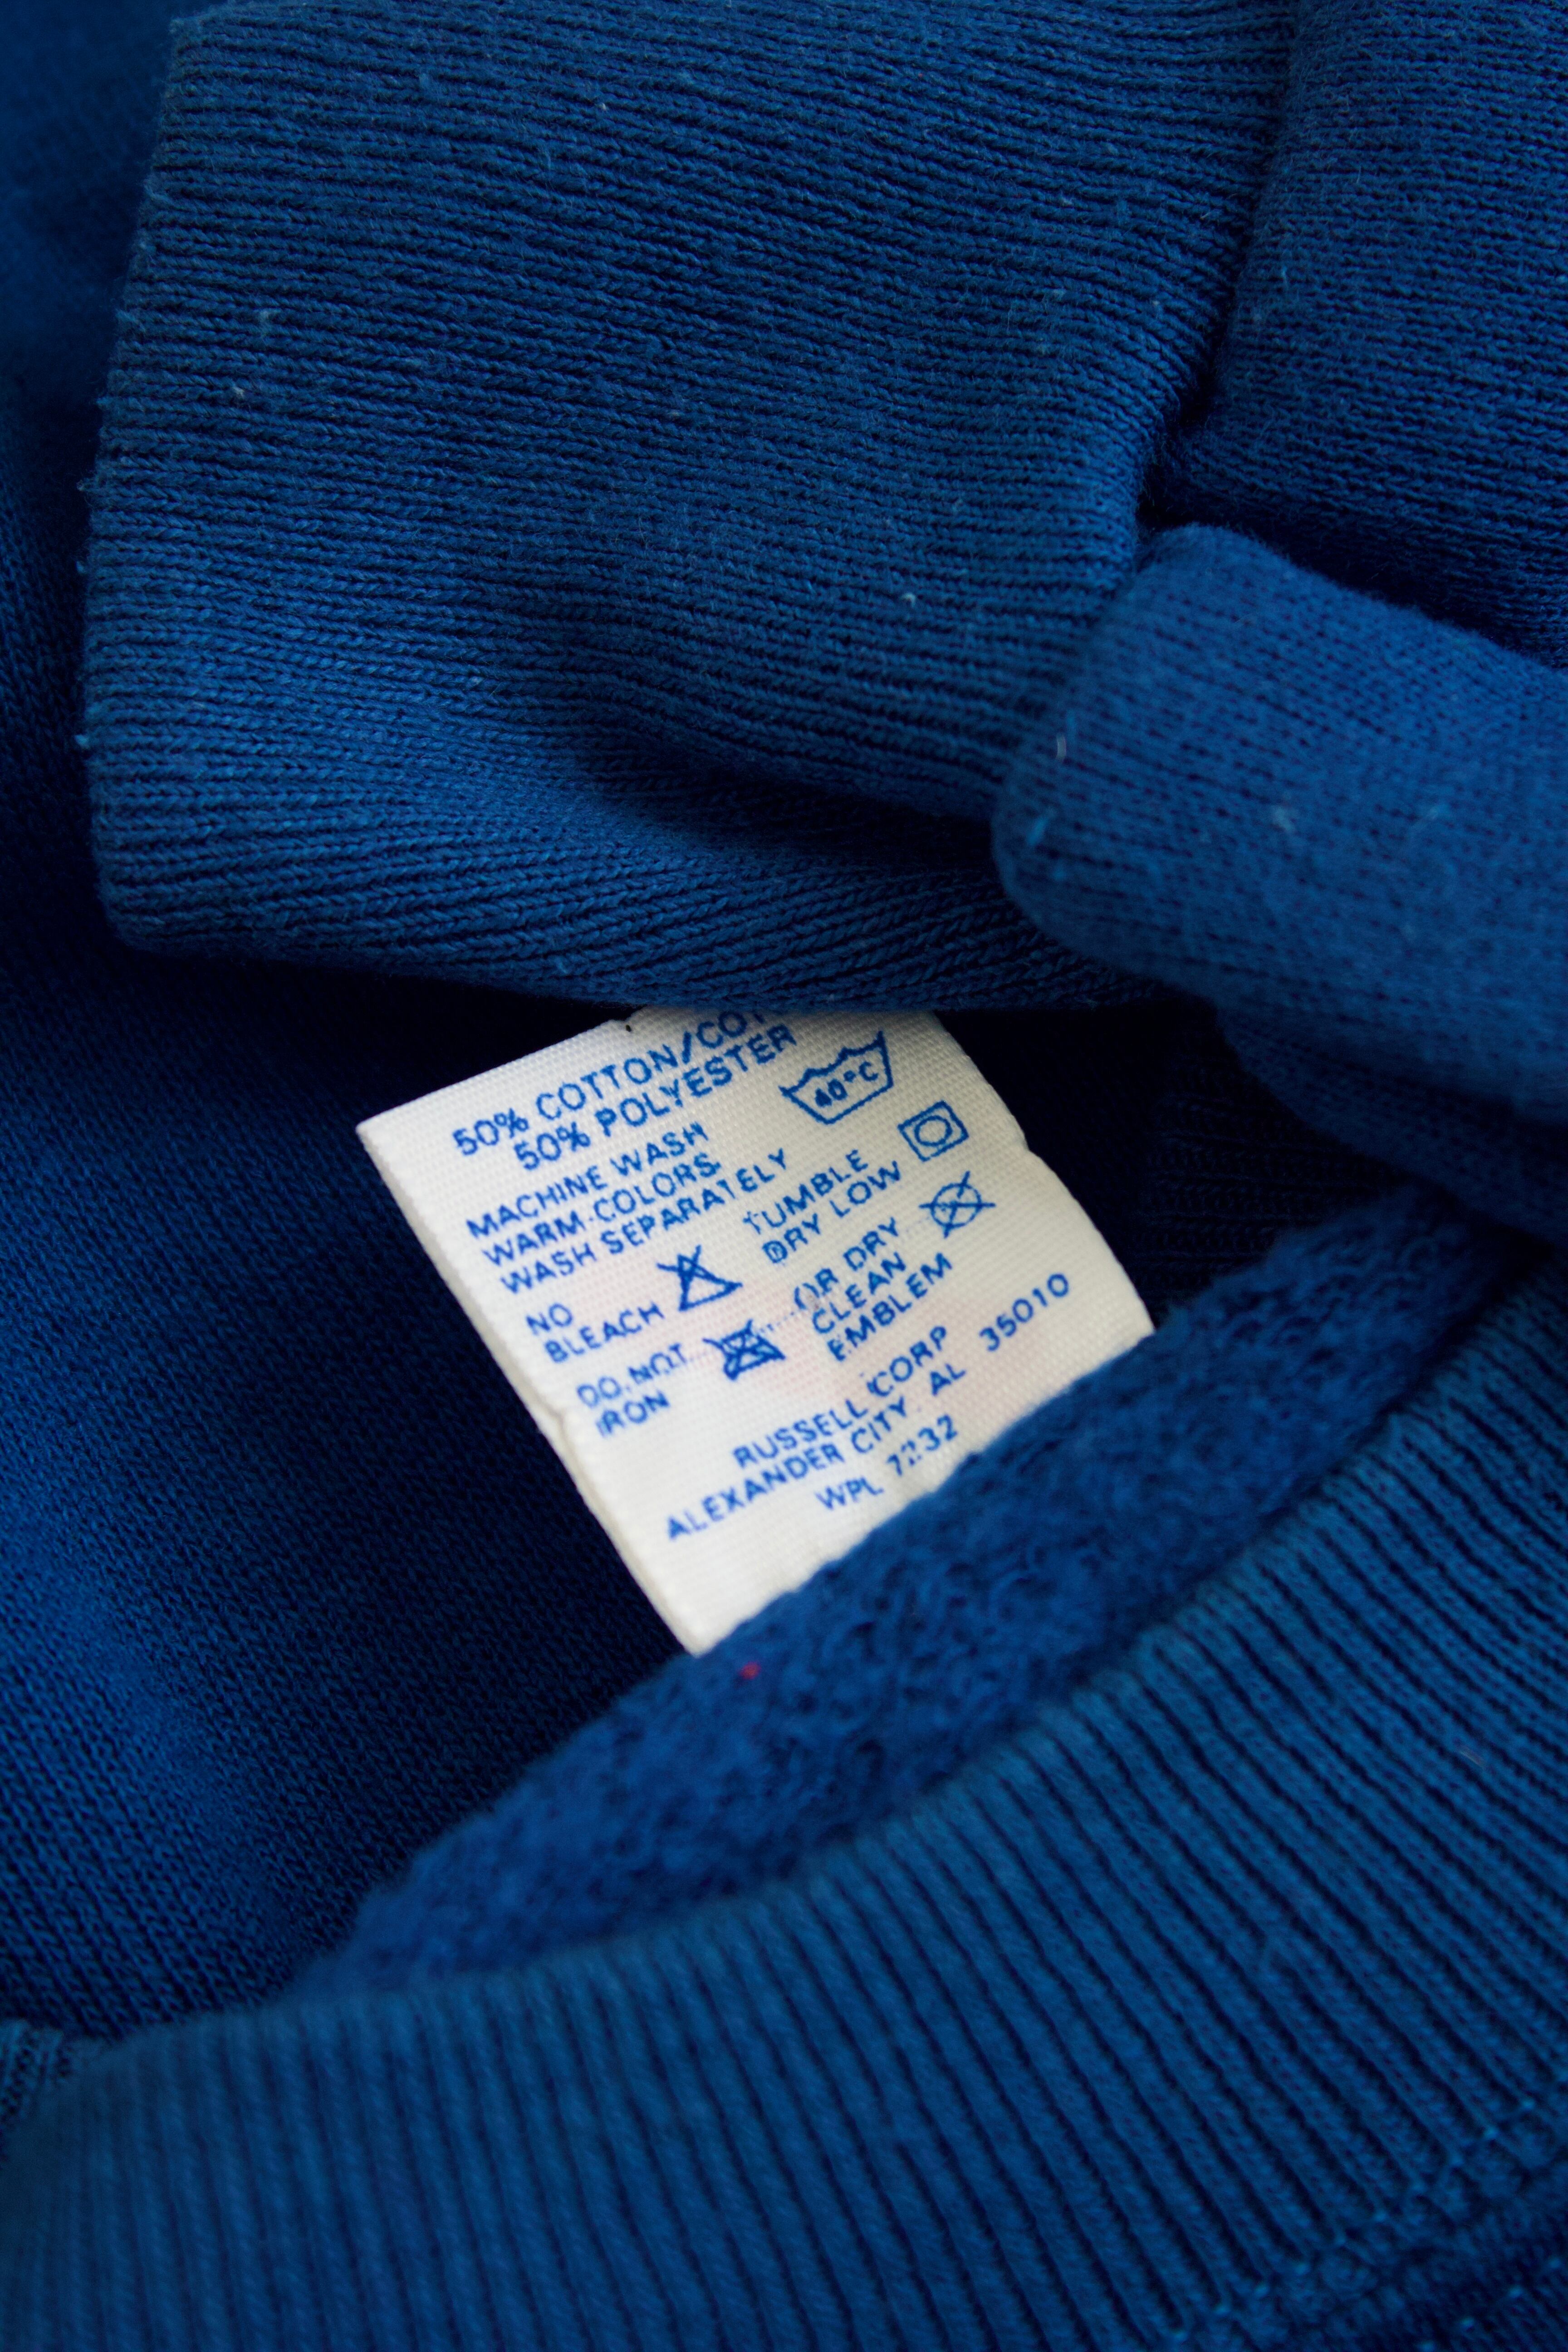 50% COTTON/COT
50% POLYESTER
40°C
MACHINE WASH
WARM-COLORS
WASH SEPARATELY
TUMBLE
DRY LOW
NO
BLEACH
OR DRY
CLEAN
EMBLEM
DO NOT
IRON
RUSSELL CORP
ALEXANDER CITY, AL 35010
WPL 7232